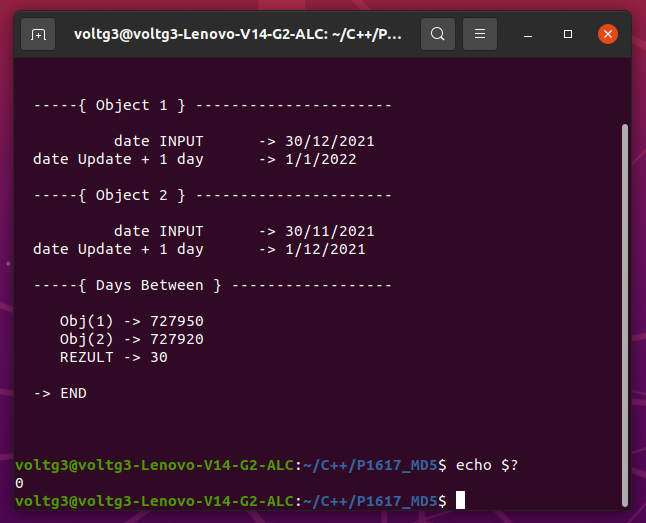 voltg3@voltg3-Lenovo-V14-G2-ALC: ~/C++/P...
-----{ Object 1 } ----------------------
date INPUT -> 30/12/2021
date Update + 1 day -> 1/1/2022
-----{ Object 2 } ----------------------
date INPUT -> 30/11/2021
date Update + 1 day -> 1/12/2021
-----{ Days Between } ------------------
Obj(1) -> 727950
Obj(2) -> 727920
REZULT -> 30
-> END
voltg3@voltg3-Lenovo-V14-G2-ALC:~/C++/P1617_MD5$ echo $?
0
voltg3@voltg3-Lenovo-V14-G2-ALC:~/C++/P1617_MD5$